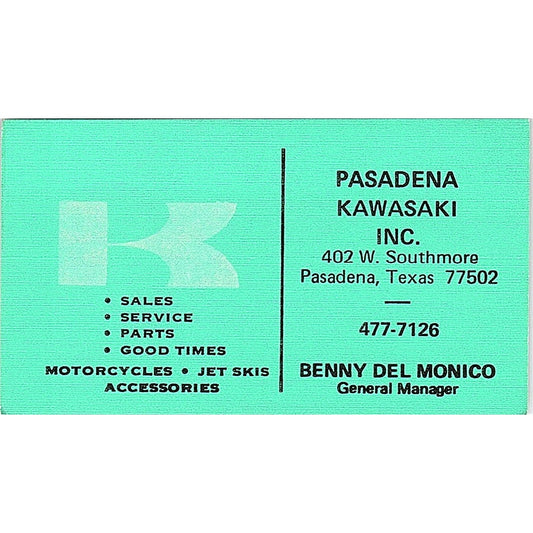 K
• SALES
• SERVICE
• PARTS
• GOOD TIMES
MOTORCYCLES • JET SKIS
ACCESSORIES
PASADENA
KAWASAKI
INC.
402 W. Southmore
Pasadena, Texas 77502
—
477-7126
BENNY DEL MONICO
General Manager